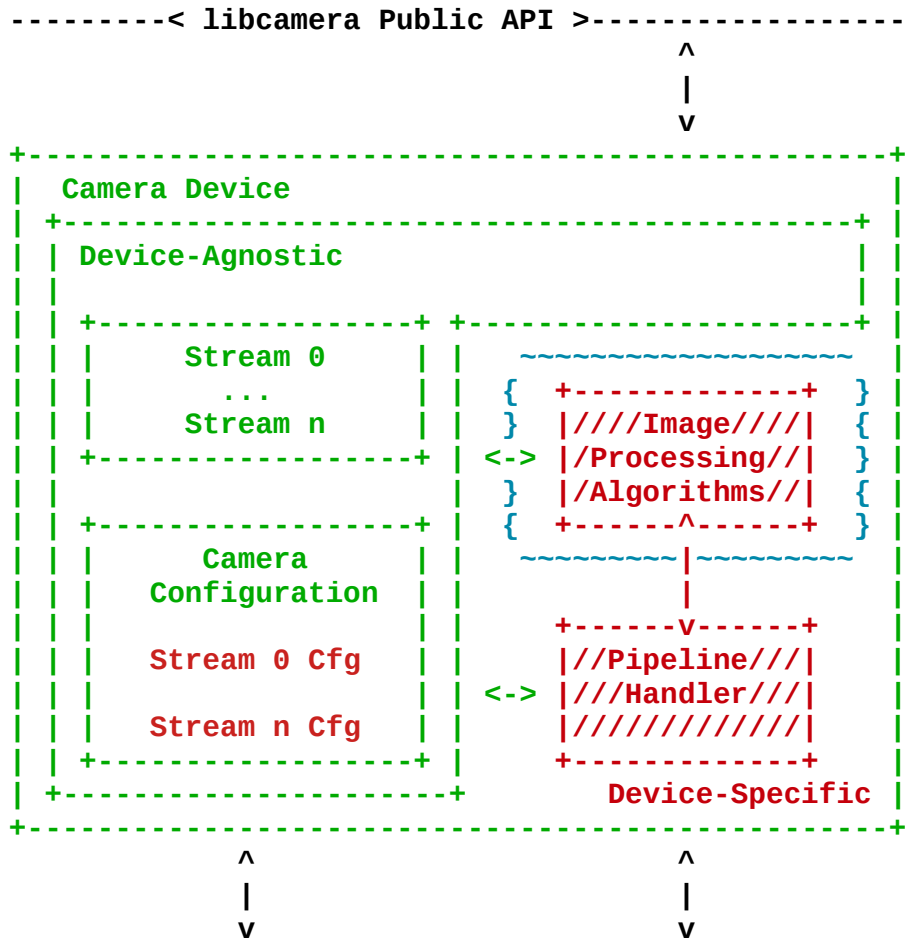 ---------< libcamera Public API >------------------
^
|
v
+-------------------------------------------------+
Camera Device
+---------------------------------------------+
Device-Agnostic
+------------------+ +----------------------+
Stream 0 ~~~~~~~~~~~~~~~~~~~
... { +-------------+ }
Stream n } |////Image////| {
+------------------+ <-> |/Processing//| }
} |/Algorithms//| {
+------------------+ { +------^------+ }
Camera ~~~~~~~~~|~~~~~~~~~
Configuration |
+------v------+
Stream 0 Cfg |//Pipeline///|
<-> |///Handler///|
Stream n Cfg |/////////////|
+------------------+ +-------------+
+----------------------+ Device-Specific
+-------------------------------------------------+
^ ^
| |
v v